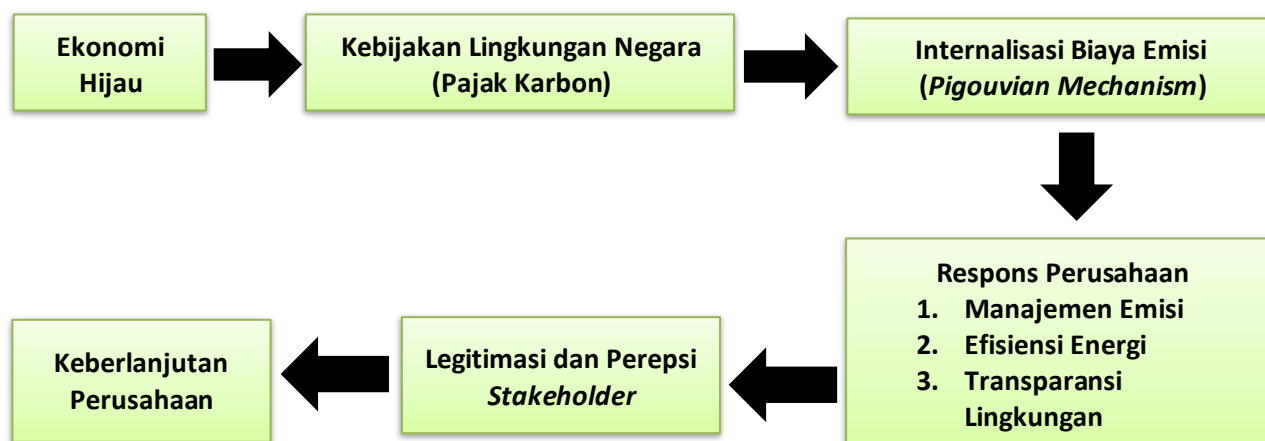 Ekonomi
Hijau
Kebijakan Lingkungan Negara
(Pajak Karbon)
Internalisasi Biaya Emisi
(Pigouvian Mechanism)
Respons Perusahaan
1. Manajemen Emisi
2. Efisiensi Energi
3. Transparansi
Lingkungan
Legitimasi dan Perepsi
Stakeholder
Keberlanjutan
Perusahaan